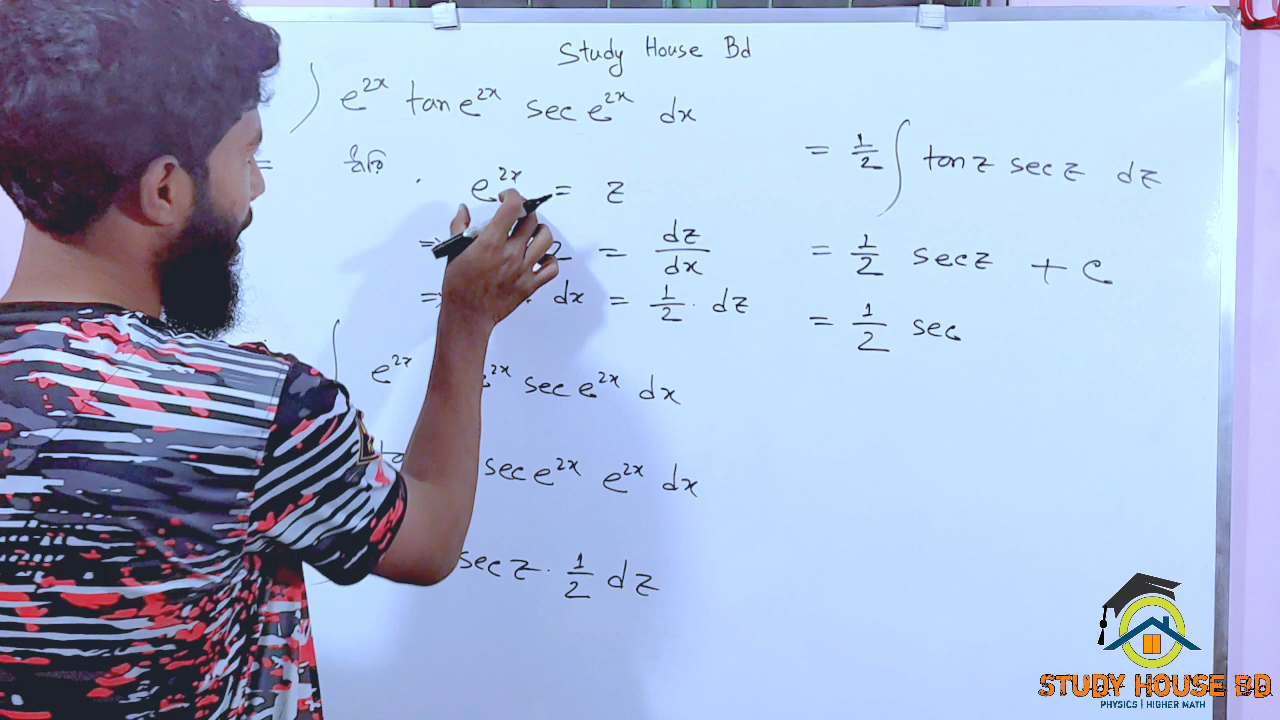 Study House Bd
∫ e^{2x} tan e^{2x} sec e^{2x} dx
= ধরি
e^{2x} = z
⇒ 2 = dz/dx
⇒ · dx = 1/2 · dz
∫ e^{2x} e^{2x} sec e^{2x} dx
sec e^{2x} e^{2x} dx
sec z · 1/2 dz
= 1/2 ∫ tan z sec z dz
= 1/2 sec z + c
= 1/2 sec
STUDY HOUSE BD
PHYSICS | HIGHER MATH